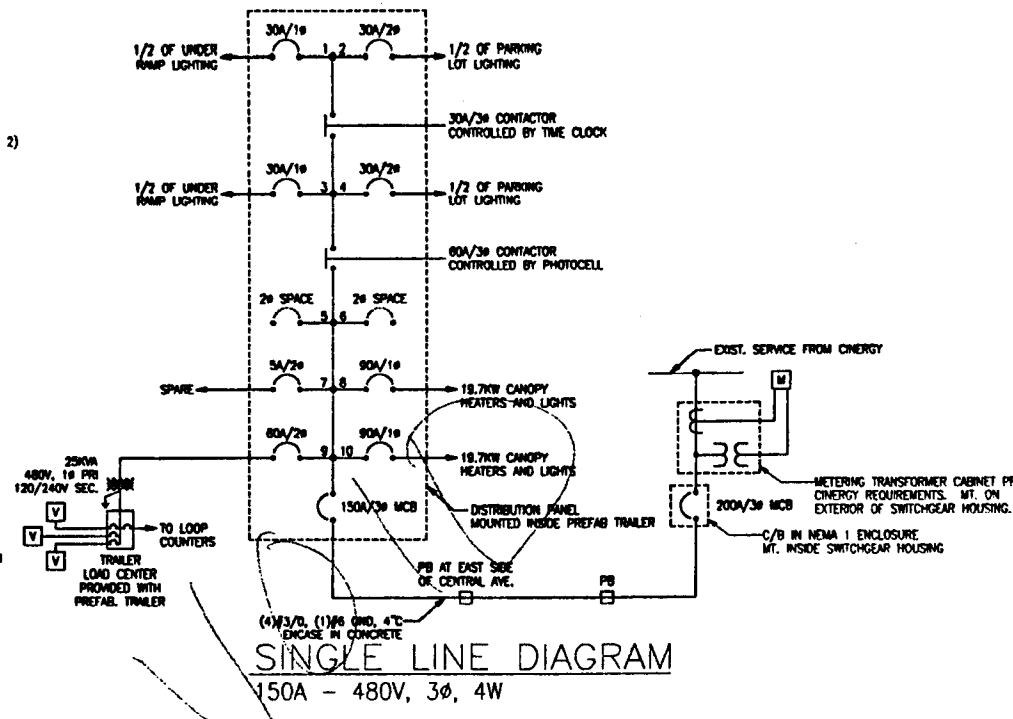 30A/1ø
30A/2ø
1/2 OF UNDER
RAMP LIGHTING
1 2
1/2 OF PARKING
LOT LIGHTING
30A/3ø CONTACTOR
CONTROLLED BY TIME CLOCK
2)
30A/1ø
30A/2ø
1/2 OF UNDER
RAMP LIGHTING
3 4
1/2 OF PARKING
LOT LIGHTING
60A/3ø CONTACTOR
CONTROLLED BY PHOTOCELL
2ø SPACE
2ø SPACE
5 6
EXIST. SERVICE FROM CINERGY
5A/2ø
90A/1ø
M
SPARE
7 8
19.7KW CANOPY
HEATERS AND LIGHTS
60A/2ø
90A/1ø
9 10
19.7KW CANOPY
HEATERS AND LIGHTS
25KVA
480V, 1ø PRI
120/240V SEC.
METERING TRANSFORMER CABINET
CINERGY REQUIREMENTS. MT. ON
EXTERIOR OF SWITCHGEAR HOUSING.
150A/3ø MCB
200A/3ø MCB
DISTRIBUTION PANEL
MOUNTED INSIDE PREFAB TRAILER
V
V
V
TO LOOP
COUNTERS
C/B IN NEMA 1 ENCLOSURE
MT. INSIDE SWITCHGEAR HOUSING
TRAILER
LOAD CENTER
PROVIDED WITH
PREFAB. TRAILER
PB AT EAST SIDE
OF CENTRAL AVE.
PB
(4)#3/0, (1)#6 GND, 4"C
ENCASE IN CONCRETE
SINGLE LINE DIAGRAM
150A - 480V, 3ø, 4W